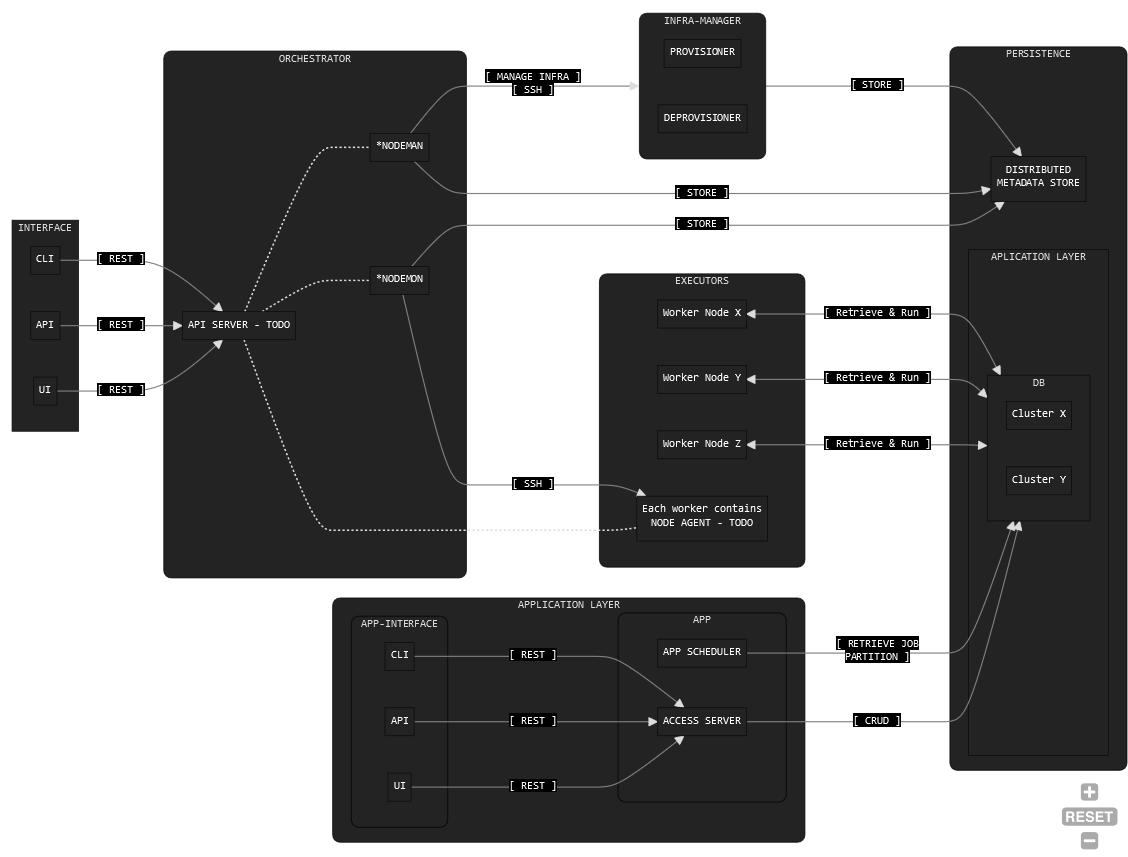 INFRA-MANAGER
PROVISIONER
DEPROVISIONER
ORCHESTRATOR
*NODEMAN
*NODEMON
API SERVER - TODO
[ MANAGE INFRA ]
[ SSH ]
[ STORE ]
[ STORE ]
[ STORE ]
PERSISTENCE
DISTRIBUTED
METADATA STORE
INTERFACE
CLI
API
UI
[ REST ]
[ REST ]
[ REST ]
EXECUTORS
Worker Node X
Worker Node Y
Worker Node Z
Each worker contains
NODE AGENT - TODO
[ SSH ]
[ Retrieve & Run ]
[ Retrieve & Run ]
[ Retrieve & Run ]
APLICATION LAYER
DB
Cluster X
Cluster Y
APPLICATION LAYER
APP-INTERFACE
CLI
API
UI
[ REST ]
[ REST ]
[ REST ]
APP
APP SCHEDULER
ACCESS SERVER
[ RETRIEVE JOB
PARTITION ]
[ CRUD ]
RESET